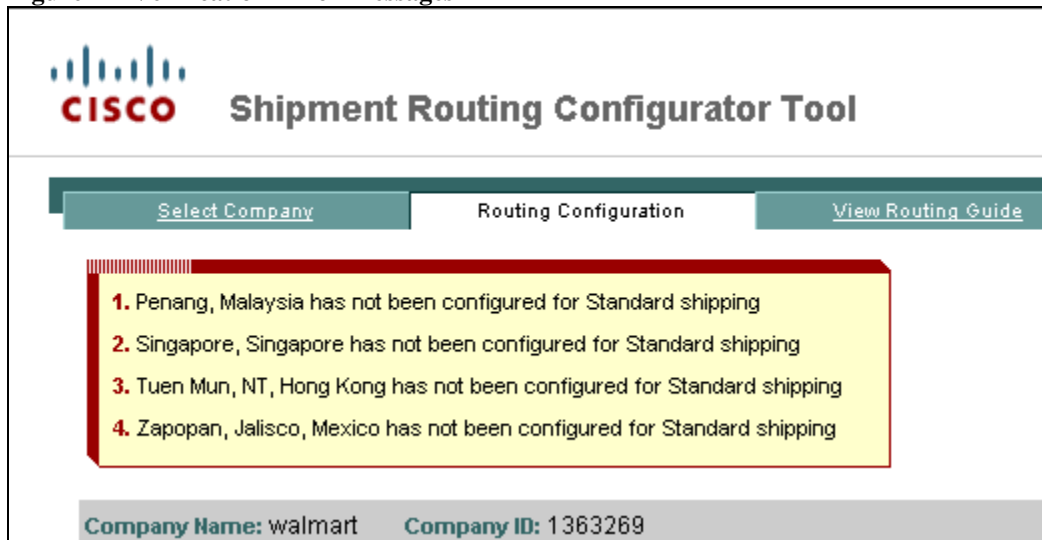 CISCO
Shipment Routing Configurator Tool
Select Company
Routing Configuration
View Routing Guide
1. Penang, Malaysia has not been configured for Standard shipping
2. Singapore, Singapore has not been configured for Standard shipping
3. Tuen Mun, NT, Hong Kong has not been configured for Standard shipping
4. Zapopan, Jalisco, Mexico has not been configured for Standard shipping
Company Name: walmart Company ID: 1363269